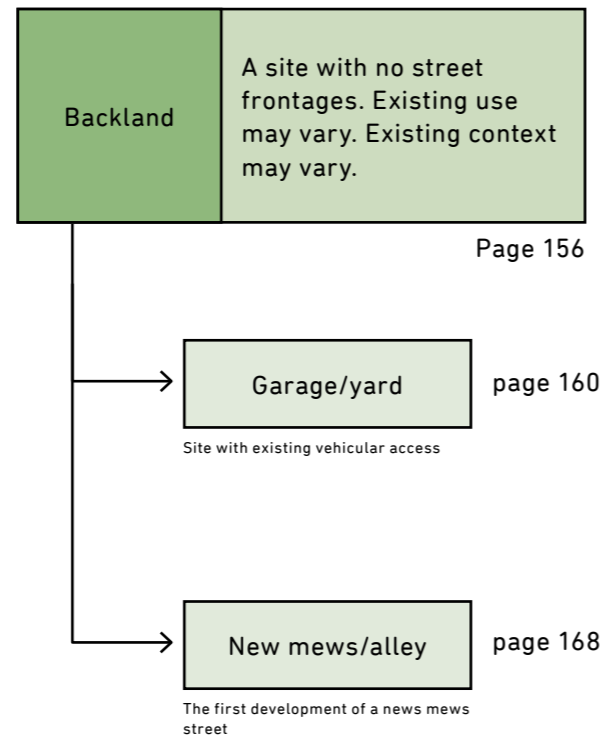 Backland
A site with no street
frontages. Existing use
may vary. Existing context
may vary.
Page 156
Garage/yard
page 160
Site with existing vehicular access
New mews/alley
page 168
The first development of a news mews
street